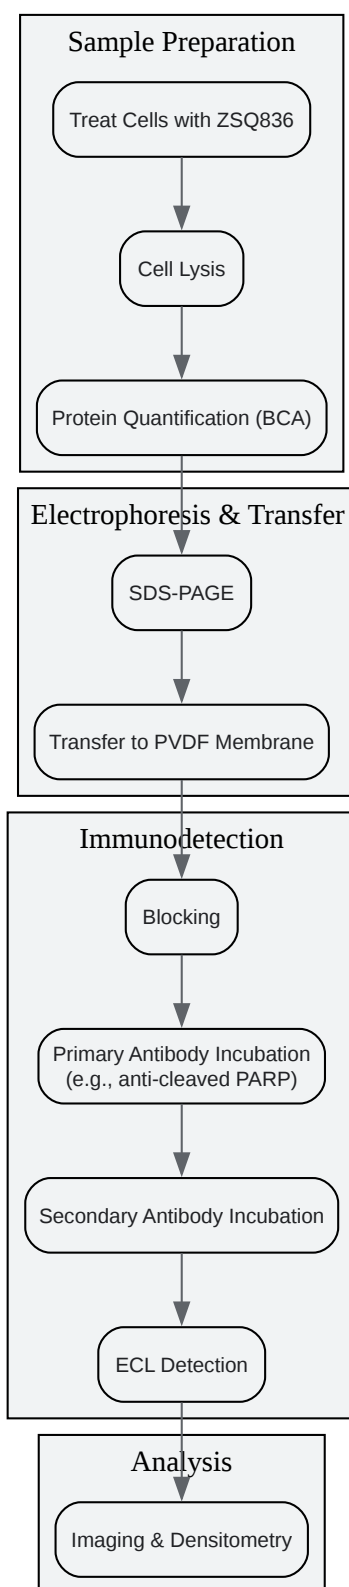 Sample Preparation
Treat Cells with ZSQ836
Cell Lysis
Protein Quantification (BCA)
Electrophoresis & Transfer
SDS-PAGE
Transfer to PVDF Membrane
Immunodetection
Blocking
Primary Antibody Incubation
(e.g., anti-cleaved PARP)
Secondary Antibody Incubation
ECL Detection
Analysis
Imaging & Densitometry